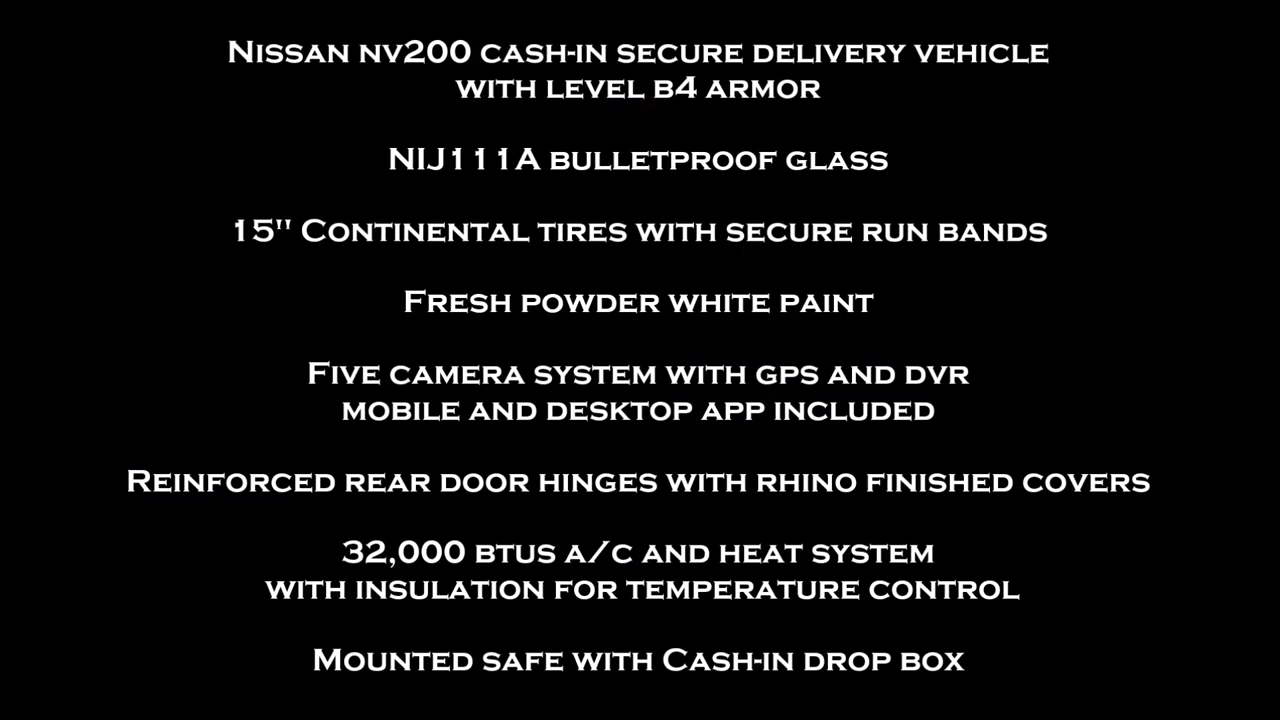 Nissan nv200 cash-in secure delivery vehicle
with level b4 armor
NIJ111A bulletproof glass
15" Continental tires with secure run bands
Fresh powder white paint
Five camera system with gps and dvr
mobile and desktop app included
Reinforced rear door hinges with rhino finished covers
32,000 btus a/c and heat system
with insulation for temperature control
Mounted safe with Cash-in drop box